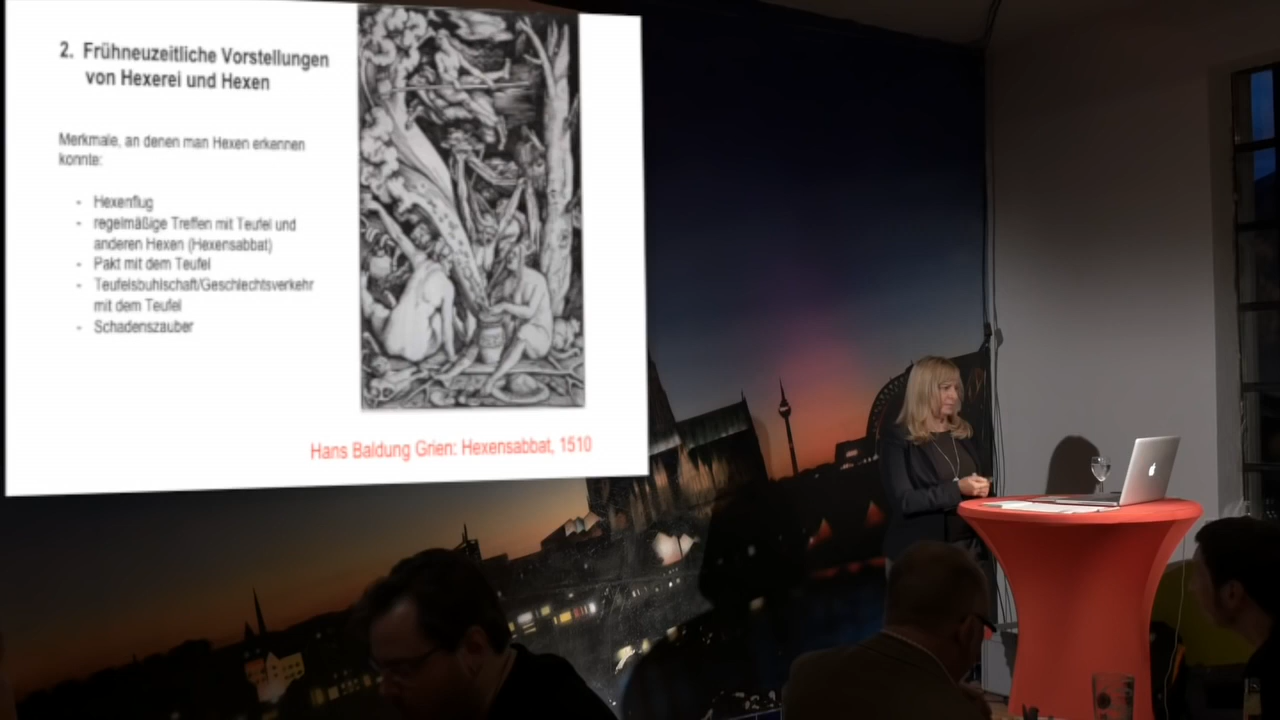 2. Frühneuzeitliche Vorstellungen
von Hexerei und Hexen
Merkmale, an denen man Hexen erkennen
konnte:
- Hexenflug
- regelmäßige Treffen mit Teufel und
anderen Hexen (Hexensabbat)
- Pakt mit dem Teufel
- Teufelsbuhlschaft/Geschlechtsverkehr
mit dem Teufel
- Schadenszauber
Hans Baldung Grien: Hexensabbat, 1510